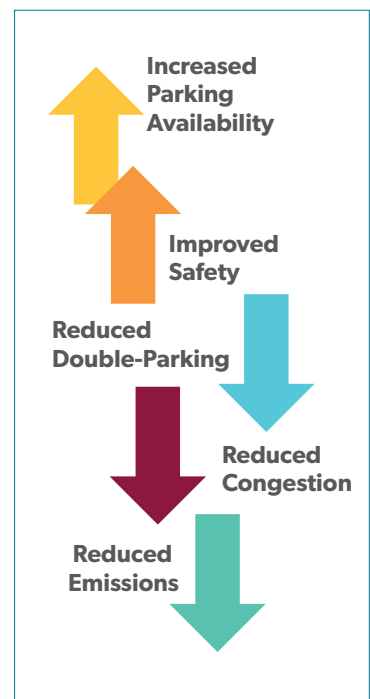 Increased
Parking
Availability
Improved
Safety
Reduced
Double-Parking
Reduced
Congestion
Reduced
Emissions